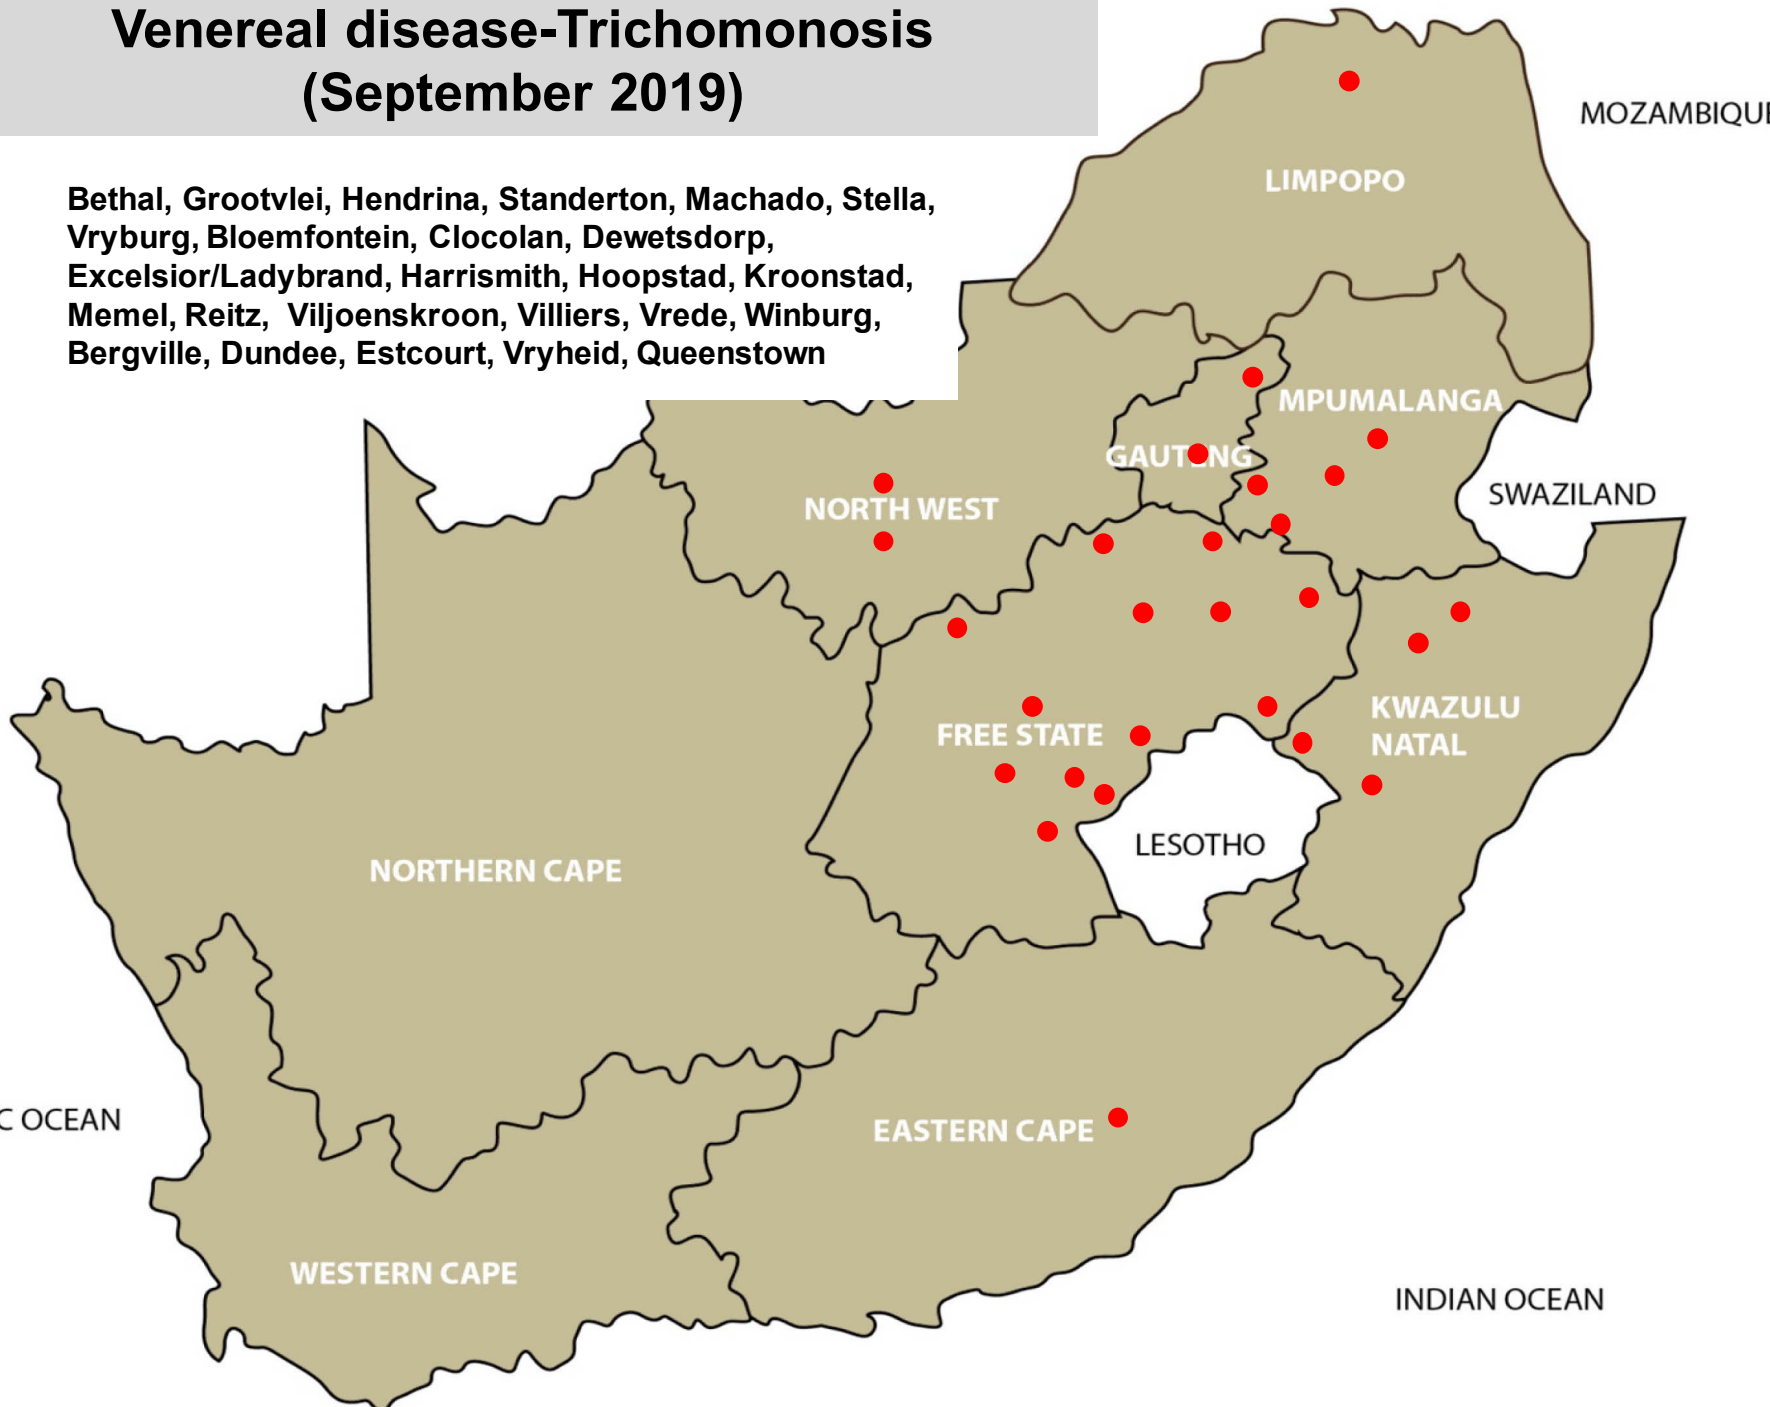 Venereal disease-Trichomonosis
(September 2019)
Bethal, Grootvlei, Hendrina, Standerton, Machado, Stella,
Vryburg, Bloemfontein, Clocolan, Dewetsdorp,
Excelsior/Ladybrand, Harrismith, Hoopstad, Kroonstad,
Memel, Reitz, Viljoenskroon, Villiers, Vrede, Winburg,
Bergville, Dundee, Estcourt, Vryheid, Queenstown
MOZAMBIQUE
LIMPOPO
MPUMALANGA
GAUTENG
SWAZILAND
NORTH WEST
KWAZULU
NATAL
FREE STATE
LESOTHO
NORTHERN CAPE
C OCEAN
EASTERN CAPE
WESTERN CAPE
INDIAN OCEAN